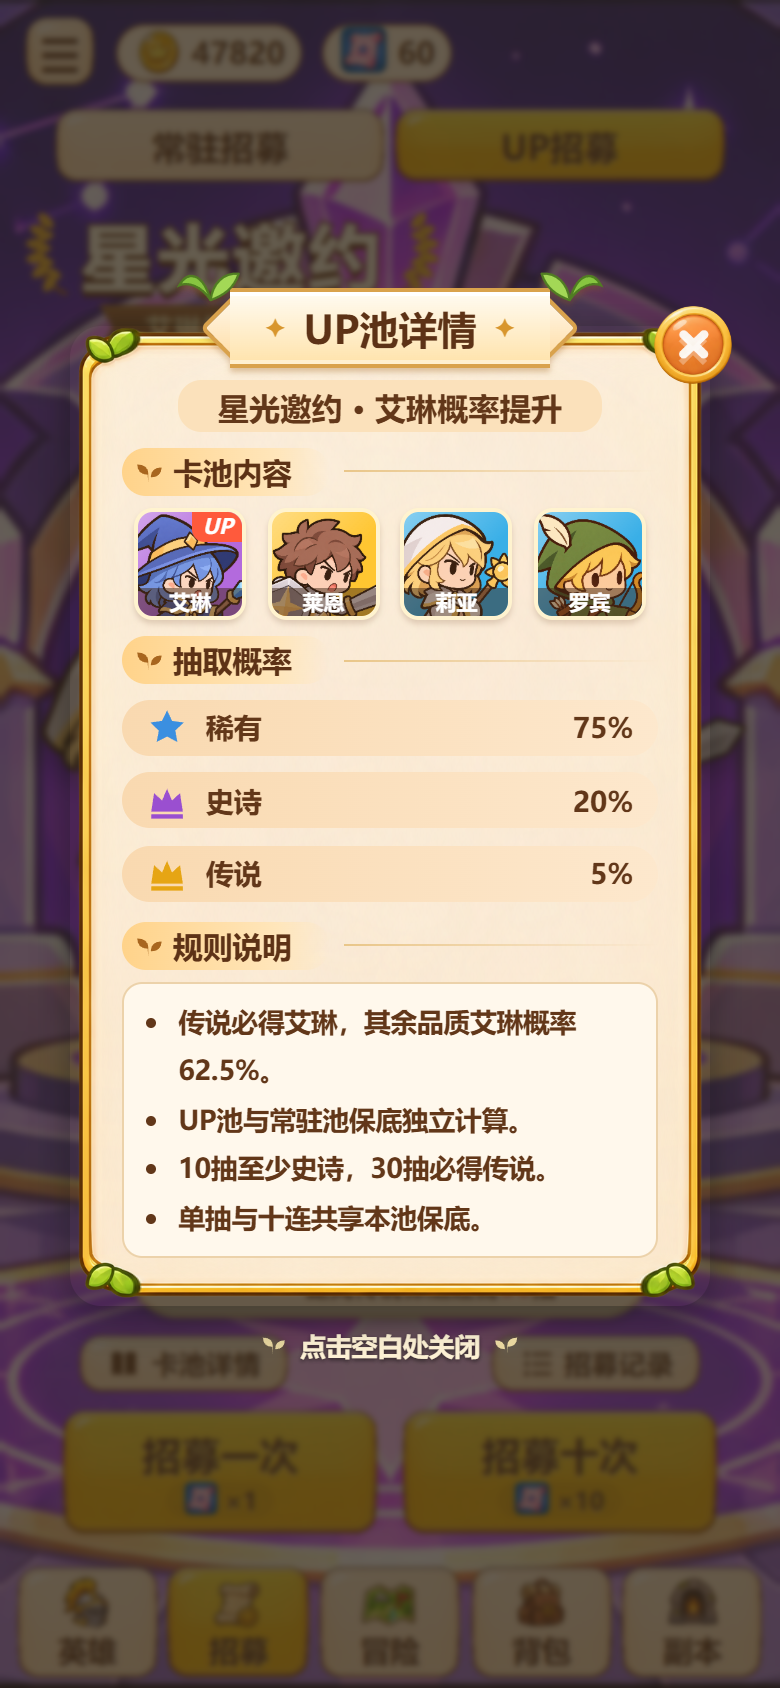 47820
60
常驻招募
UP招募
星光邀约
UP池详情
星光邀约·艾琳概率提升
卡池内容
UP
艾琳
莱恩
莉亚
罗宾
抽取概率
稀有
75%
史诗
20%
传说
5%
规则说明
• 传说必得艾琳，其余品质艾琳概率
62.5%。
• UP池与常驻池保底独立计算。
• 10抽至少史诗，30抽必得传说。
• 单抽与十连共享本池保底。
点击空白处关闭
卡池详情
招募记录
招募一次
×1
招募十次
×10
英雄
招募
冒险
背包
副本